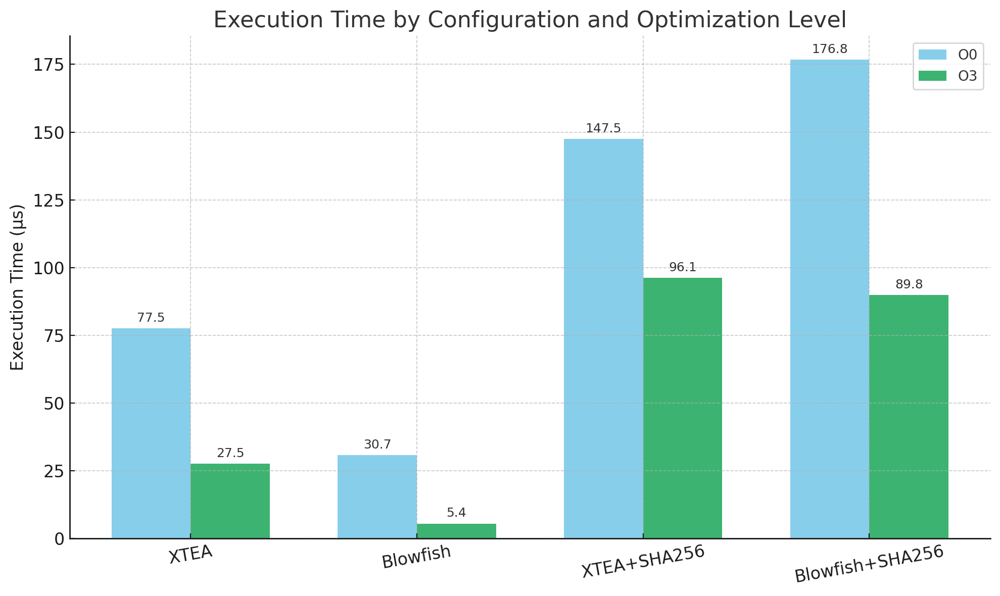 Execution Time by Configuration and Optimization Level
Execution Time (µs)
175
150
125
100
75
50
25
0
O0
O3
77.5
27.5
30.7
5.4
147.5
96.1
176.8
89.8
XTEA
Blowfish
XTEA+SHA256
Blowfish+SHA256